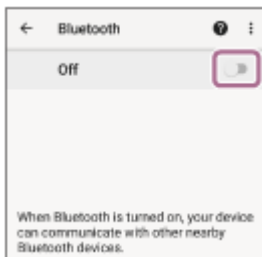 Bluetooth
Off
When Bluetooth is turned on, your device
can communicate with other nearby
Bluetooth devices.